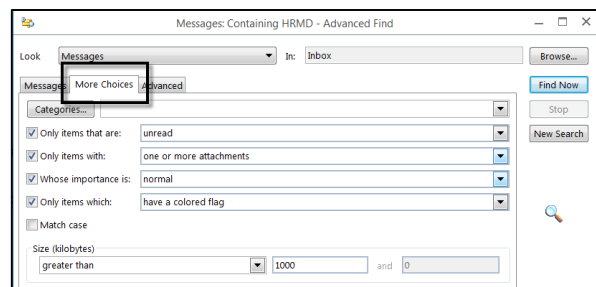 Messages: Containing HRMD - Advanced Find
Look Messages In: Inbox Browse...
Messages More Choices Advanced Find Now
Categories... Stop
Only items that are: unread New Search
Only items with: one or more attachments
Whose importance is: normal
Only items which: have a colored flag
Match case
Size (kilobytes)
greater than 1000 and 0